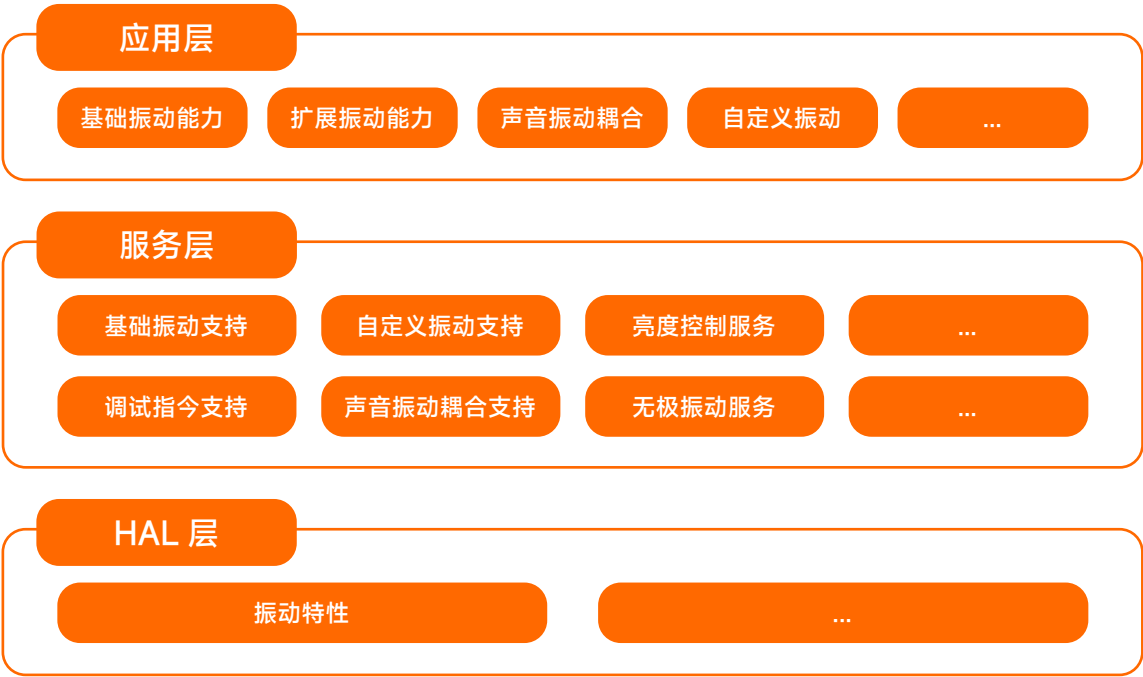 应用层
基础振动能力 扩展振动能力 声音振动耦合 自定义振动 ...
服务层
基础振动支持 自定义振动支持 亮度控制服务 ...
调试指今支持 声音振动耦合支持 无极振动服务 ...
HAL 层
振动特性 ...